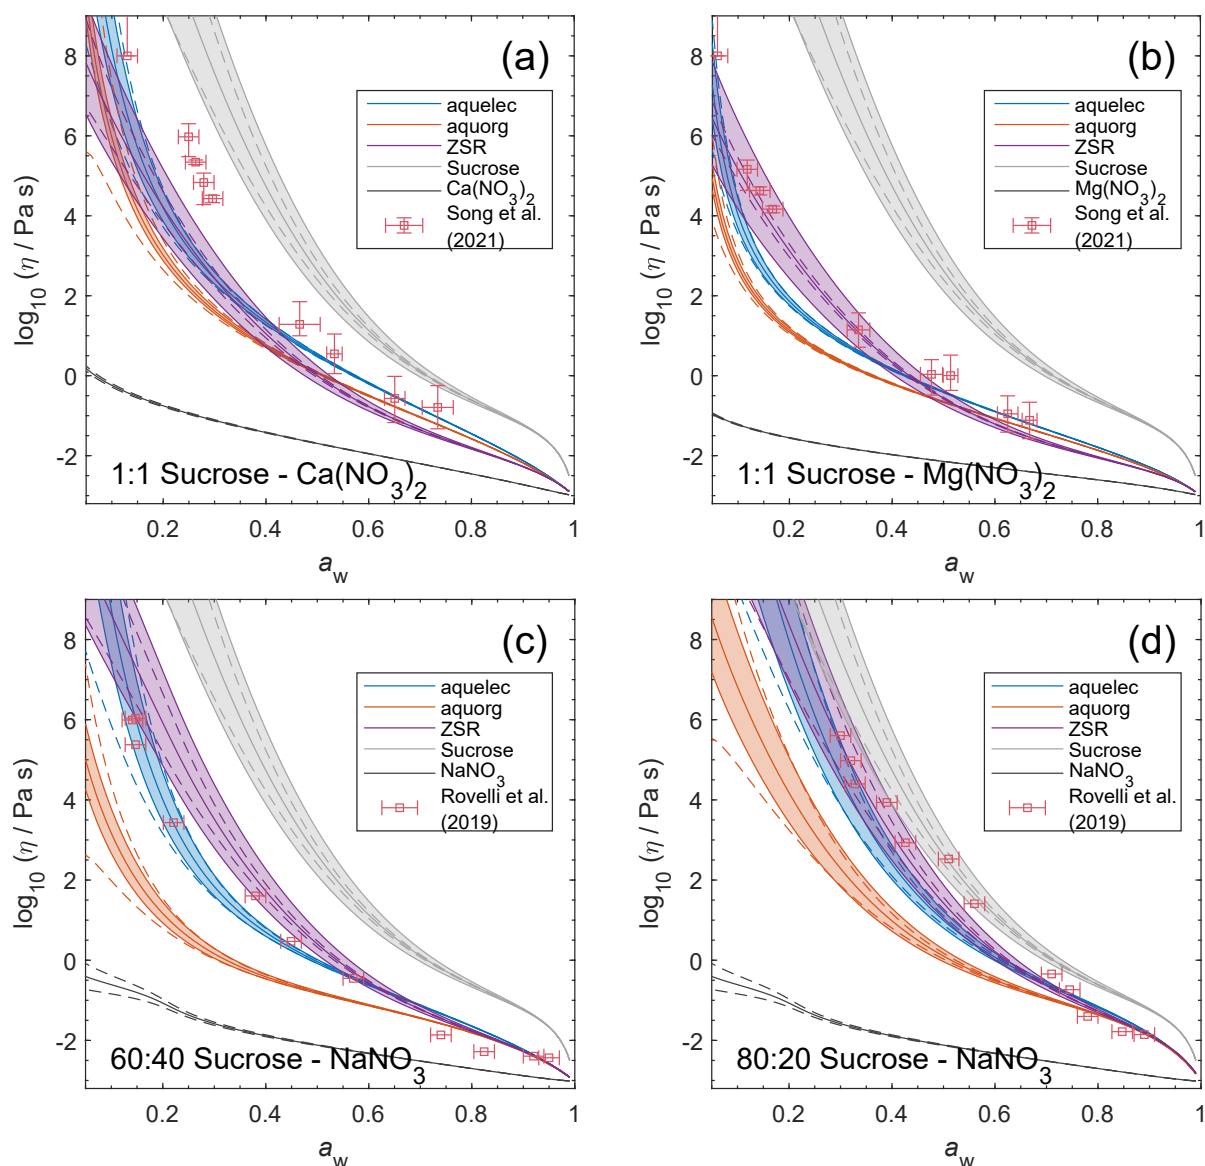 (a)
8
6
4
2
0
-2
log₁₀ (η / Pa s)
aquelec
aquorg
ZSR
Sucrose
Ca(NO₃)₂
Song et al.
(2021)
1:1 Sucrose - Ca(NO₃)₂
0.2 0.4 0.6 0.8 1
a_w
(b)
8
6
4
2
0
-2
log₁₀ (η / Pa s)
aquelec
aquorg
ZSR
Sucrose
Mg(NO₃)₂
Song et al.
(2021)
1:1 Sucrose - Mg(NO₃)₂
0.2 0.4 0.6 0.8 1
a_w
(c)
8
6
4
2
0
-2
log₁₀ (η / Pa s)
aquelec
aquorg
ZSR
Sucrose
NaNO₃
Rovelli et al.
(2019)
60:40 Sucrose - NaNO₃
0.2 0.4 0.6 0.8 1
a_w
(d)
8
6
4
2
0
-2
log₁₀ (η / Pa s)
aquelec
aquorg
ZSR
Sucrose
NaNO₃
Rovelli et al.
(2019)
80:20 Sucrose - NaNO₃
0.2 0.4 0.6 0.8 1
a_w